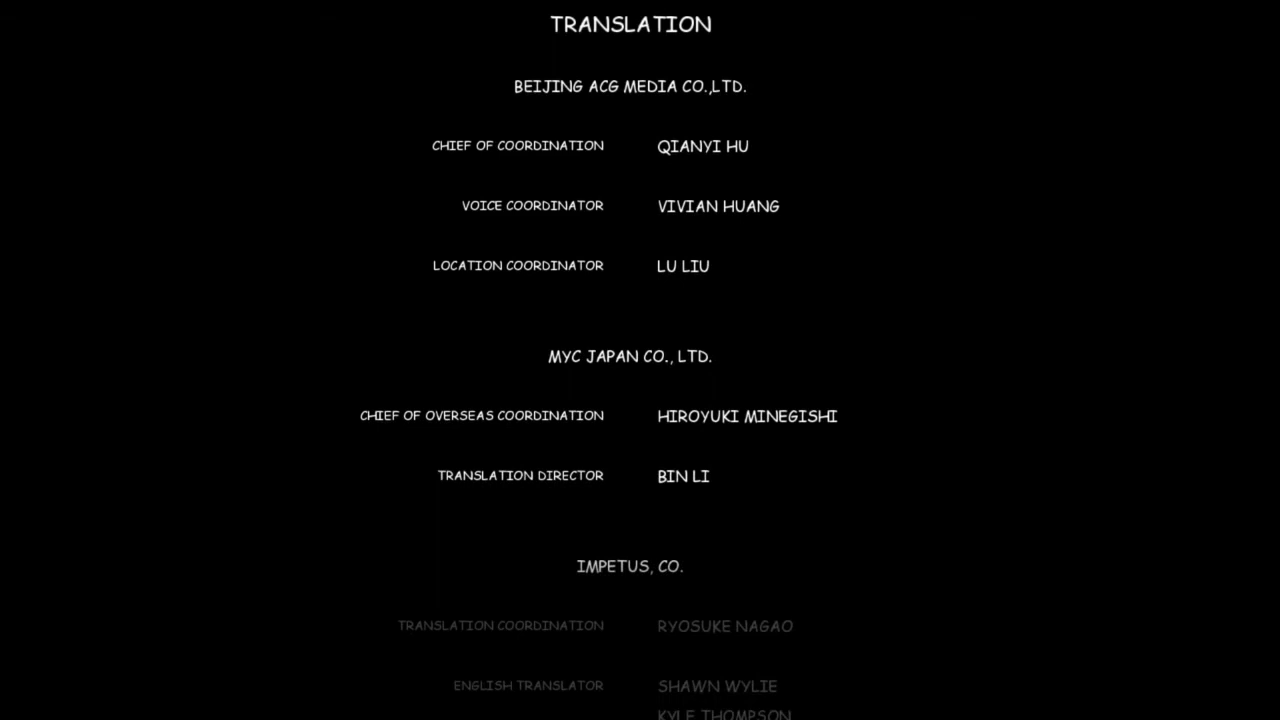 TRANSLATION
BEIJING ACG MEDIA CO.,LTD.
CHIEF OF COORDINATION QIANYI HU
VOICE COORDINATOR VIVIAN HUANG
LOCATION COORDINATOR LU LIU
MYC JAPAN CO., LTD.
CHIEF OF OVERSEAS COORDINATION HIROYUKI MINEGISHI
TRANSLATION DIRECTOR BIN LI
IMPETUS, CO.
TRANSLATION COORDINATION RYOSUKE NAGAO
ENGLISH TRANSLATOR SHAWN WYLIE
KYLE THOMPSON